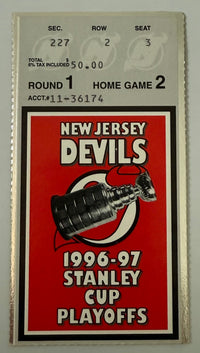 SEC. ROW SEAT
227 2 3
TOTAL $
6% TAX INCLUDED 50.00
ROUND 1 HOME GAME 2
ACCT.# 11-36174
NEW JERSEY
DEVILS
1996-97
STANLEY
CUP
PLAYOFFS